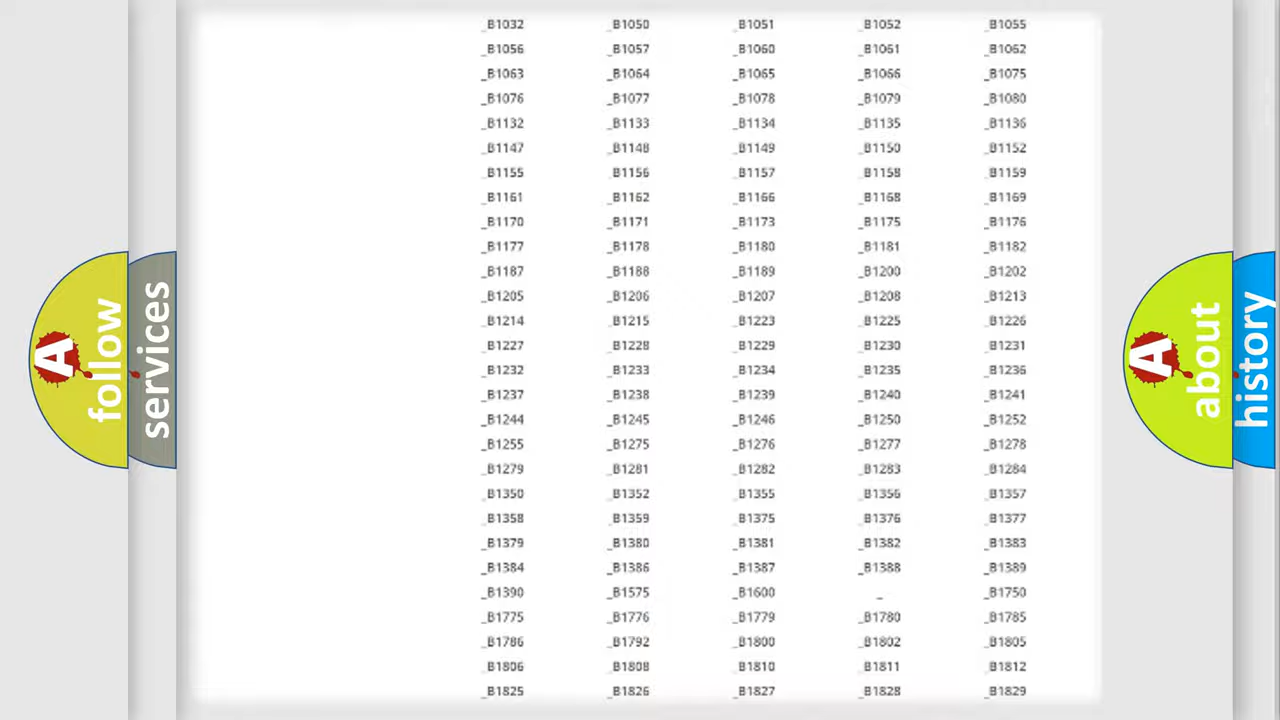 _B1032 _B1050 _B1051 _B1052 _B1055
_B1056 _B1057 _B1060 _B1061 _B1062
_B1063 _B1064 _B1065 _B1066 _B1075
_B1076 _B1077 _B1078 _B1079 _B1080
_B1132 _B1133 _B1134 _B1135 _B1136
_B1147 _B1148 _B1149 _B1150 _B1152
_B1155 _B1156 _B1157 _B1158 _B1159
_B1161 _B1162 _B1166 _B1168 _B1169
_B1170 _B1171 _B1173 _B1175 _B1176
_B1177 _B1178 _B1180 _B1181 _B1182
_B1187 _B1188 _B1189 _B1200 _B1202
_B1205 _B1206 _B1207 _B1208 _B1213
_B1214 _B1215 _B1223 _B1225 _B1226
_B1227 _B1228 _B1229 _B1230 _B1231
_B1232 _B1233 _B1234 _B1235 _B1236
_B1237 _B1238 _B1239 _B1240 _B1241
_B1244 _B1245 _B1246 _B1250 _B1252
_B1255 _B1275 _B1276 _B1277 _B1278
_B1279 _B1281 _B1282 _B1283 _B1284
_B1350 _B1352 _B1355 _B1356 _B1357
_B1358 _B1359 _B1375 _B1376 _B1377
_B1379 _B1380 _B1381 _B1382 _B1383
_B1384 _B1386 _B1387 _B1388 _B1389
_B1390 _B1575 _B1600 _ _B1750
_B1775 _B1776 _B1779 _B1780 _B1785
_B1786 _B1792 _B1800 _B1802 _B1805
_B1806 _B1808 _B1810 _B1811 _B1812
_B1825 _B1826 _B1827 _B1828 _B1829
A follow
services
A about
history